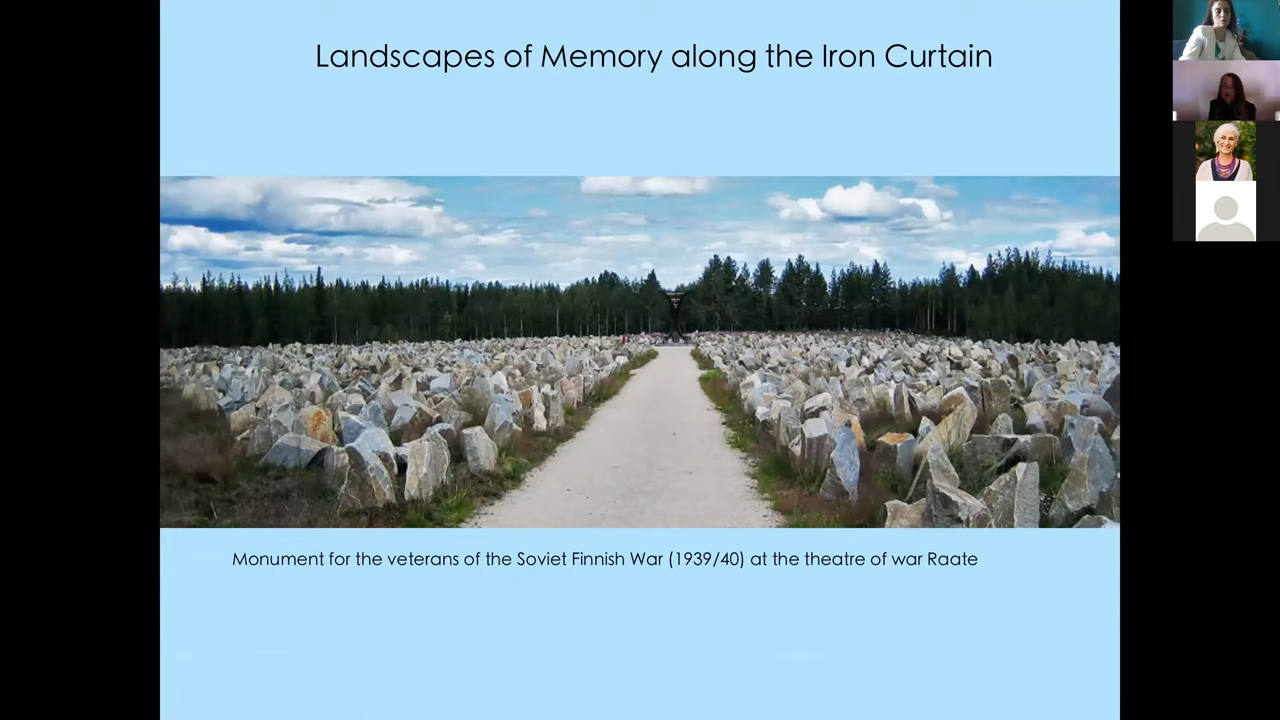 Landscapes of Memory along the Iron Curtain
Monument for the veterans of the Soviet Finnish War (1939/40) at the theatre of war Raate